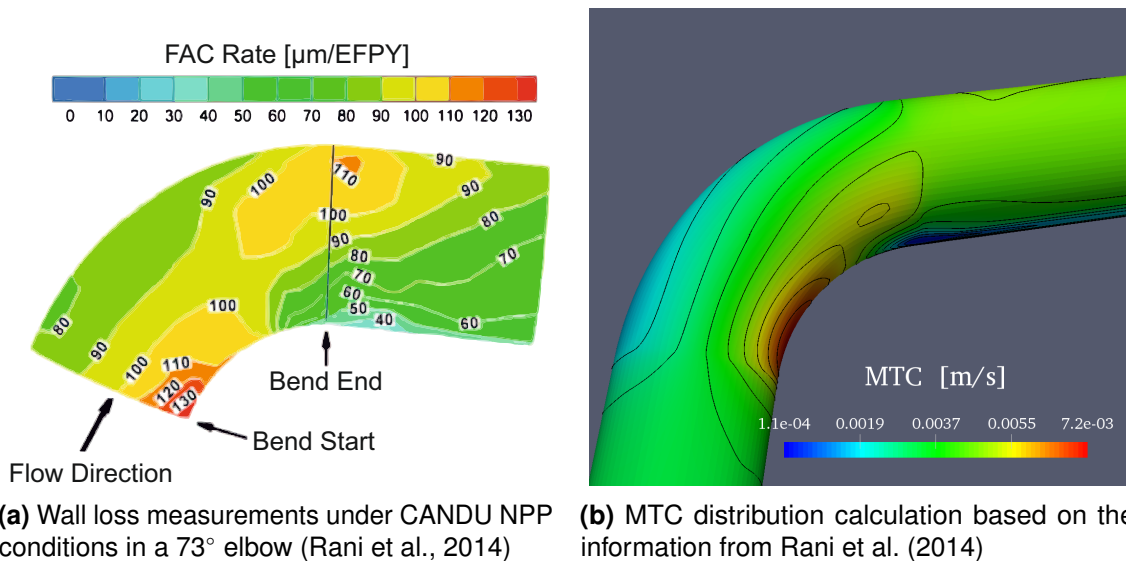 FAC Rate [µm/EFPY]
0 10 20 30 40 50 60 70 76 80 90 100 110 120 130
90
110
100
90
90
100
80
90
80
70
70
60
100
50
40
60
80
90
100
110
120
130
Bend End
Bend Start
Flow Direction
MTC [m/s]
1.1e-04 0.0019 0.0037 0.0055 7.2e-03
(a) Wall loss measurements under CANDU NPP
conditions in a 73° elbow (Rani et al., 2014)
(b) MTC distribution calculation based on the
information from Rani et al. (2014)